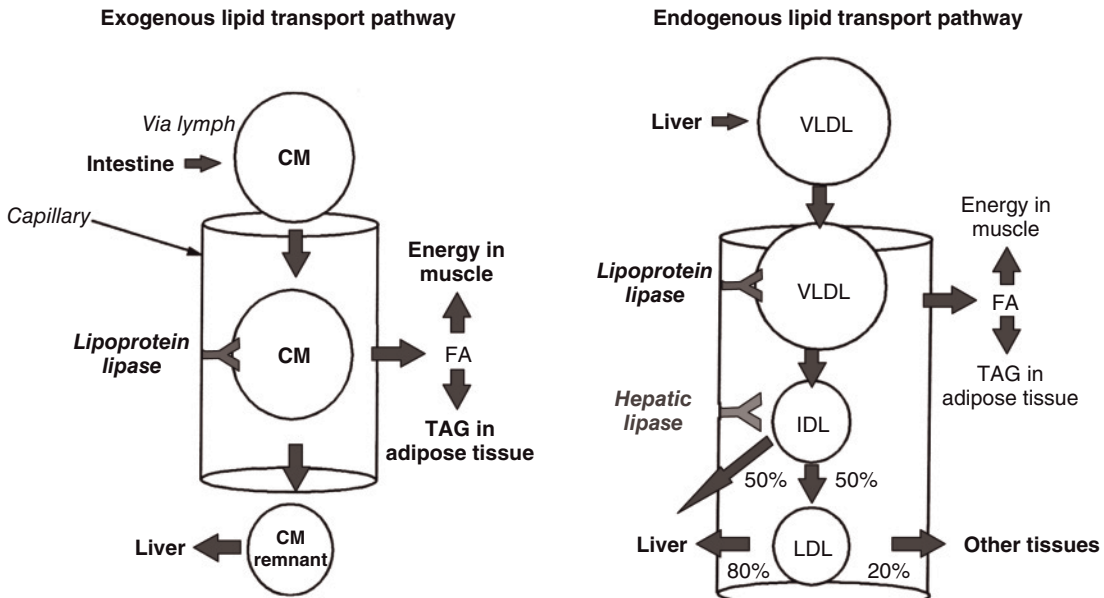 Exogenous lipid transport pathway
Via lymph
Intestine
CM
Capillary
Energy in
muscle
Lipoprotein
lipase
CM
FA
TAG in
adipose tissue
Liver
CM
remnant
Endogenous lipid transport pathway
Liver
VLDL
Energy in
muscle
Lipoprotein
lipase
VLDL
FA
TAG in
adipose tissue
Hepatic
lipase
IDL
50%
50%
Liver
LDL
Other tissues
80%
20%